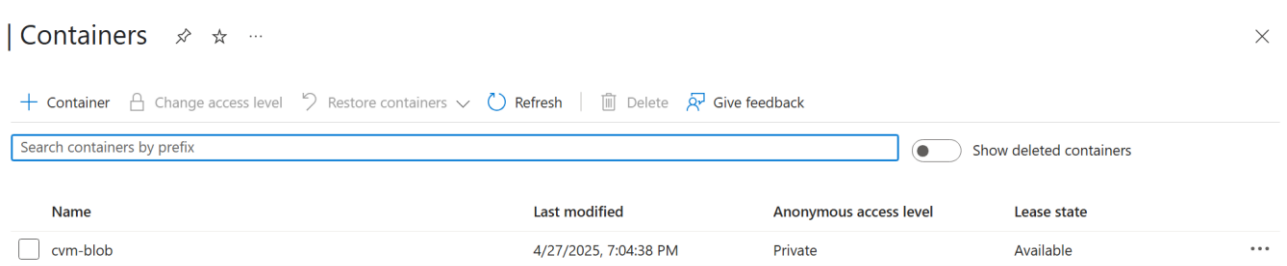 | Containers
+ Container Change access level Restore containers Refresh Delete Give feedback
Search containers by prefix Show deleted containers
Name Last modified Anonymous access level Lease state
cvm-blob 4/27/2025, 7:04:38 PM Private Available